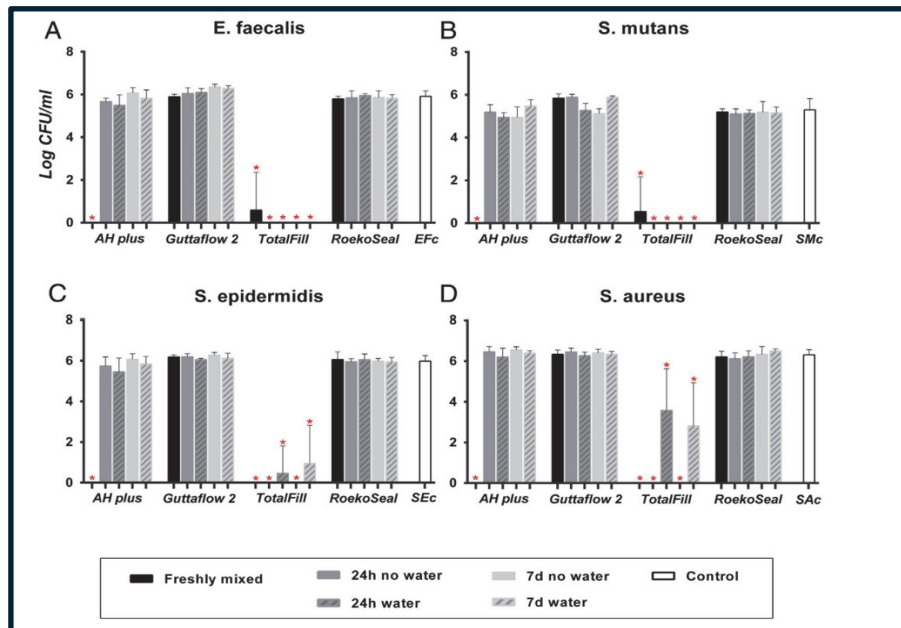 A
E. faecalis
8
6
4
2
0
Log CFU/ml
*
* * * * *
AH plus Guttaflow 2 TotalFill RoekoSeal EFc
B
S. mutans
8
6
4
2
0
*
* * * * *
AH plus Guttaflow 2 TotalFill RoekoSeal SMc
C
S. epidermidis
8
6
4
2
0
*
* * * * *
AH plus Guttaflow 2 TotalFill RoekoSeal SEc
D
S. aureus
8
6
4
2
0
*
* * * * *
AH plus Guttaflow 2 TotalFill RoekoSeal SAc
Freshly mixed 24h no water 7d no water Control
24h water 7d water